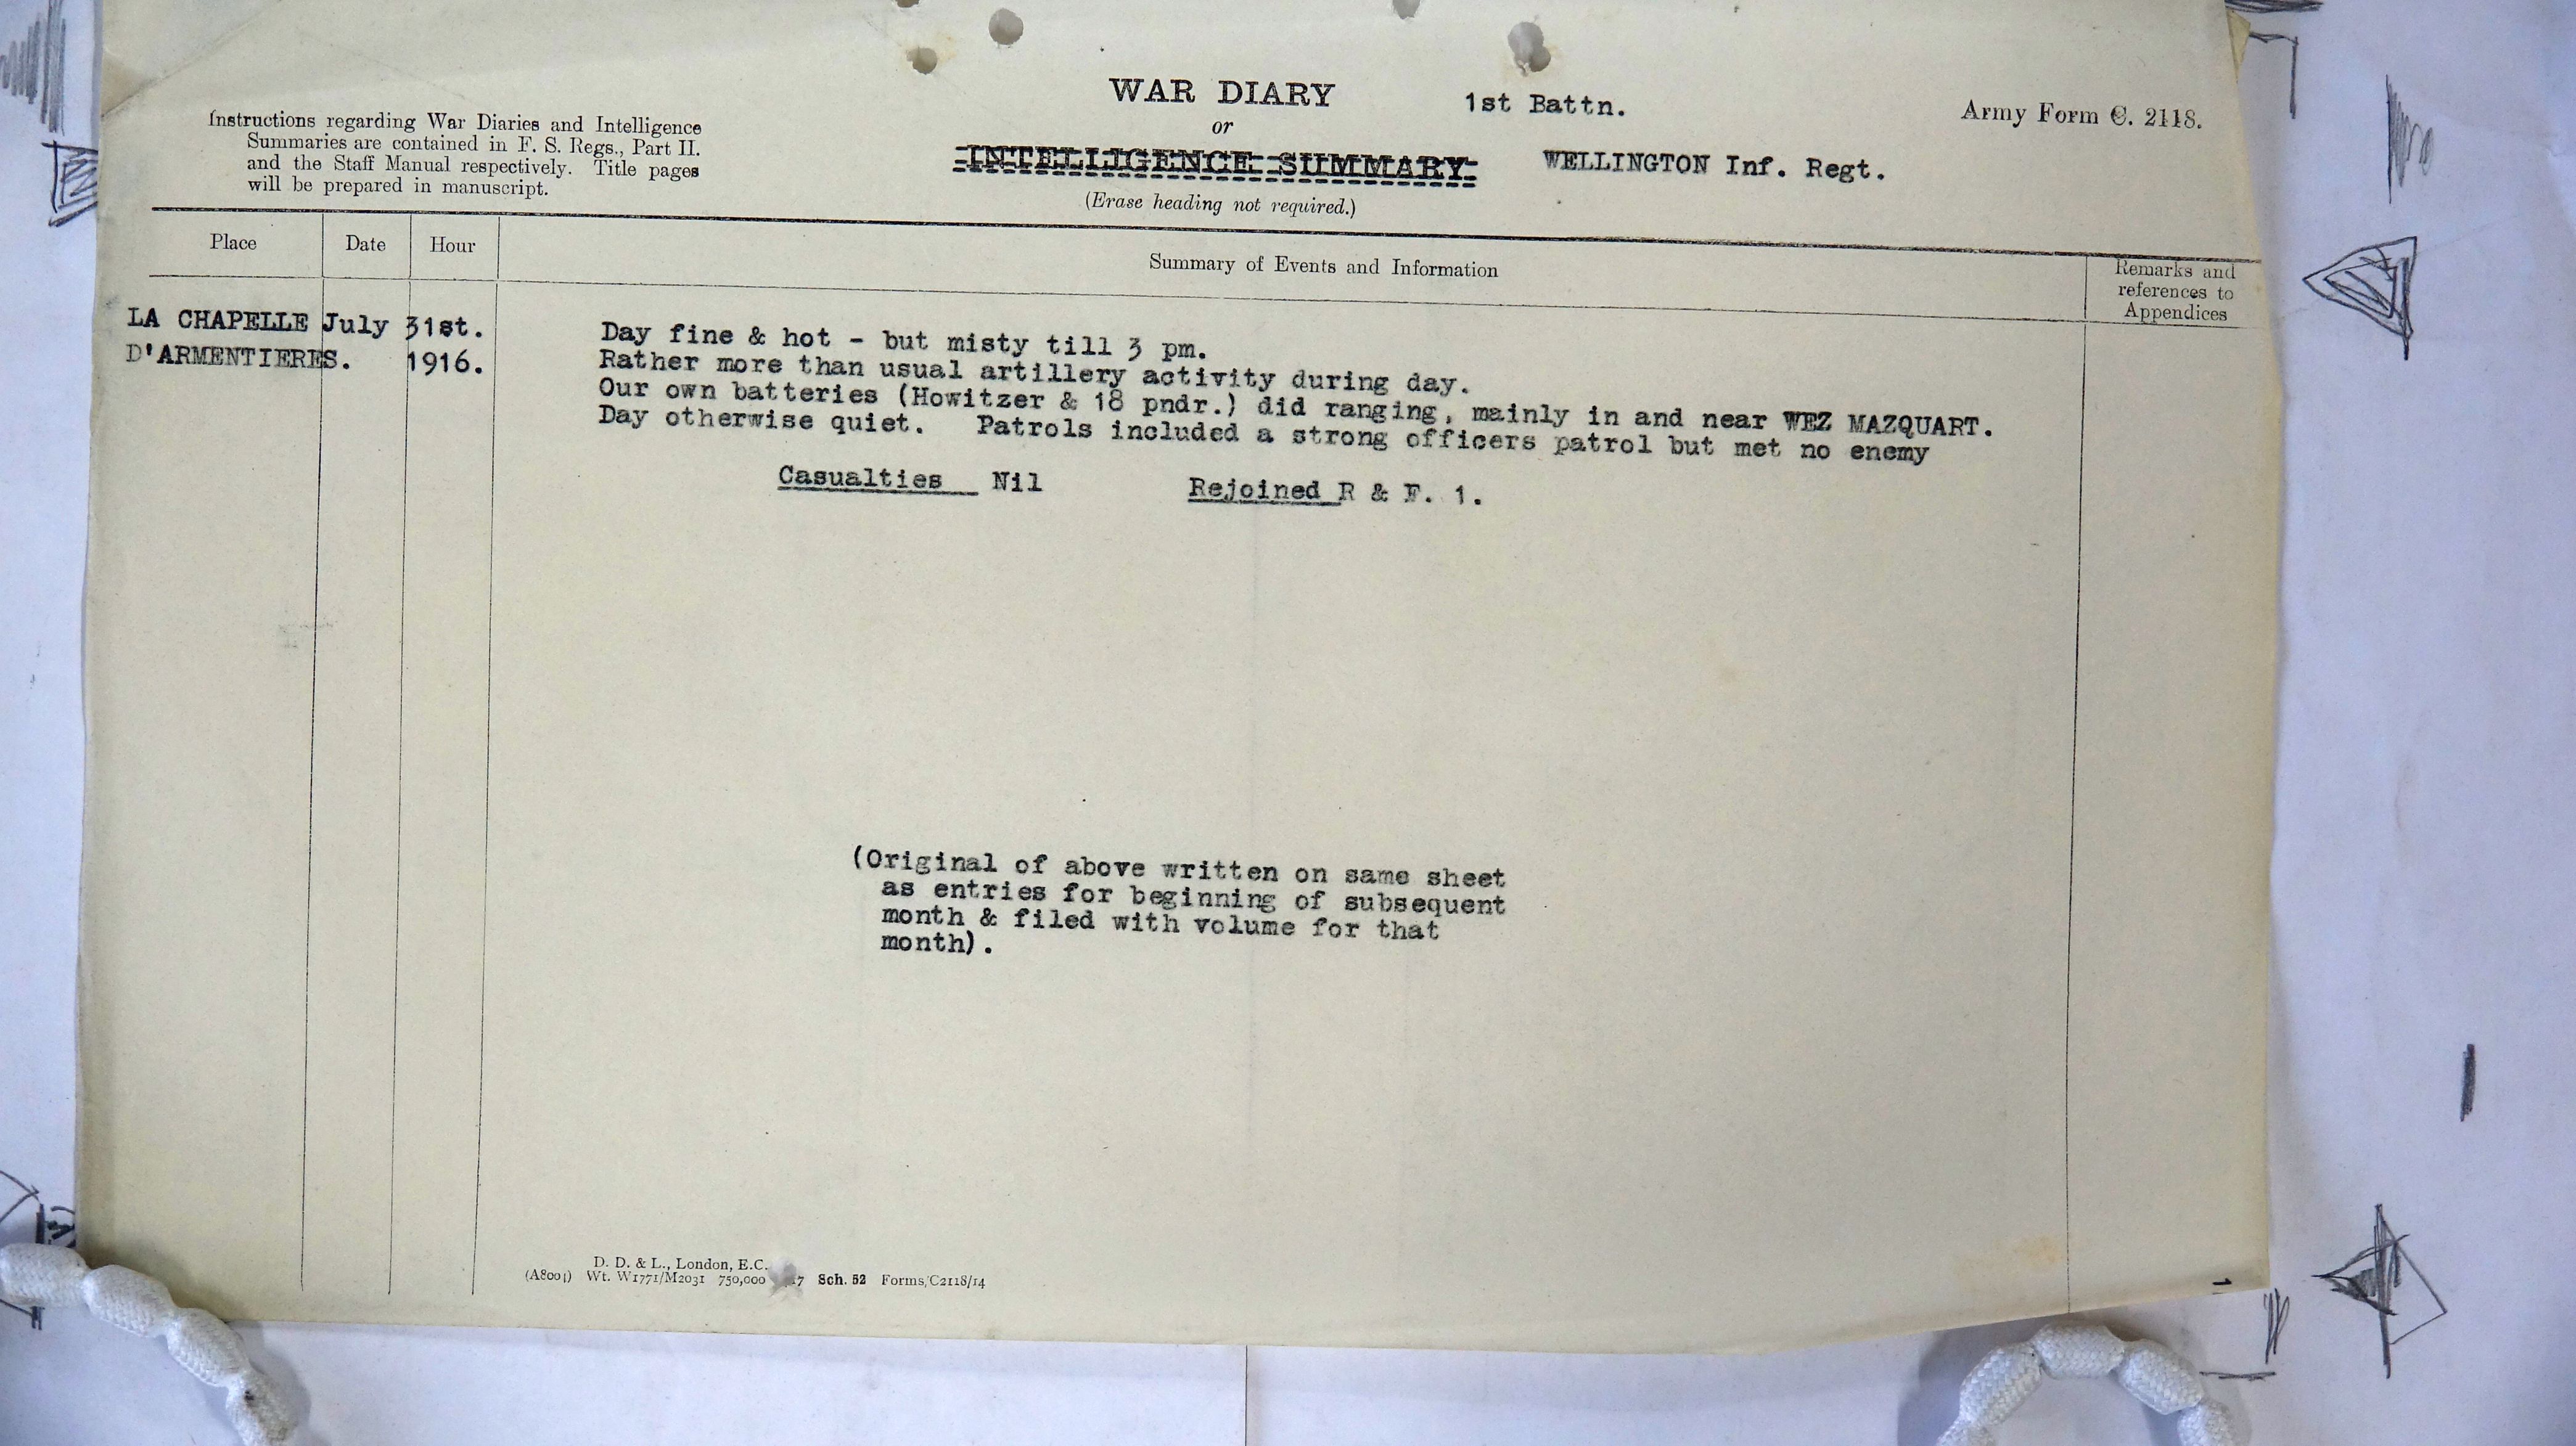 WAR DIARY
or
INTELLIGENCE SUMMARY
(Erase heading not required.)
1st Battn.
WELLINGTON Inf. Regt.
Army Form C. 2118.
Instructions regarding War Diaries and Intelligence
Summaries are contained in F. S. Regs., Part II.
and the Staff Manual respectively. Title pages
will be prepared in manuscript.
Place Date Hour Summary of Events and Information Remarks and
references to
Appendices
LA CHAPELLE July 31st.
D'ARMENTIERES. 1916.
Day fine & hot - but misty till 3 pm.
Rather more than usual artillery activity during day.
Our own batteries (Howitzer & 18 pndr.) did ranging, mainly in and near WEZ MAZQUART.
Day otherwise quiet. Patrols included a strong officers patrol but met no enemy
Casualties Nil Rejoined R & F. 1.
(Original of above written on same sheet
as entries for beginning of subsequent
month & filed with volume for that
month).
D. D. & L., London, E.C.
Wt. W1771/M2031 750,000 Sch. 52 Forms/C2118/14
1